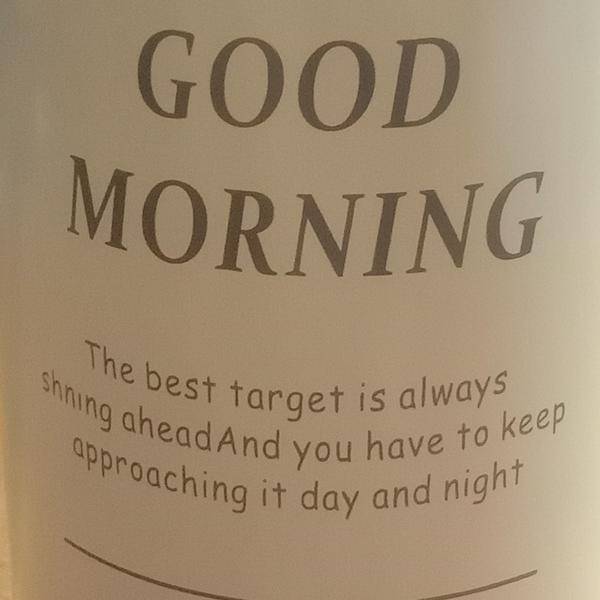 GOOD
MORNING
The best target is always
shning aheadAnd you have to keep
approaching it day and night